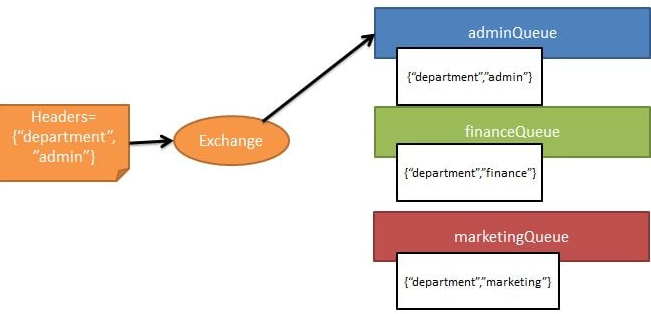 adminQueue
{“department”,”admin”}
Headers=
{“department”,
”admin”}
Exchange
financeQueue
{“department”,”finance”}
marketingQueue
{“department”,”marketing”}